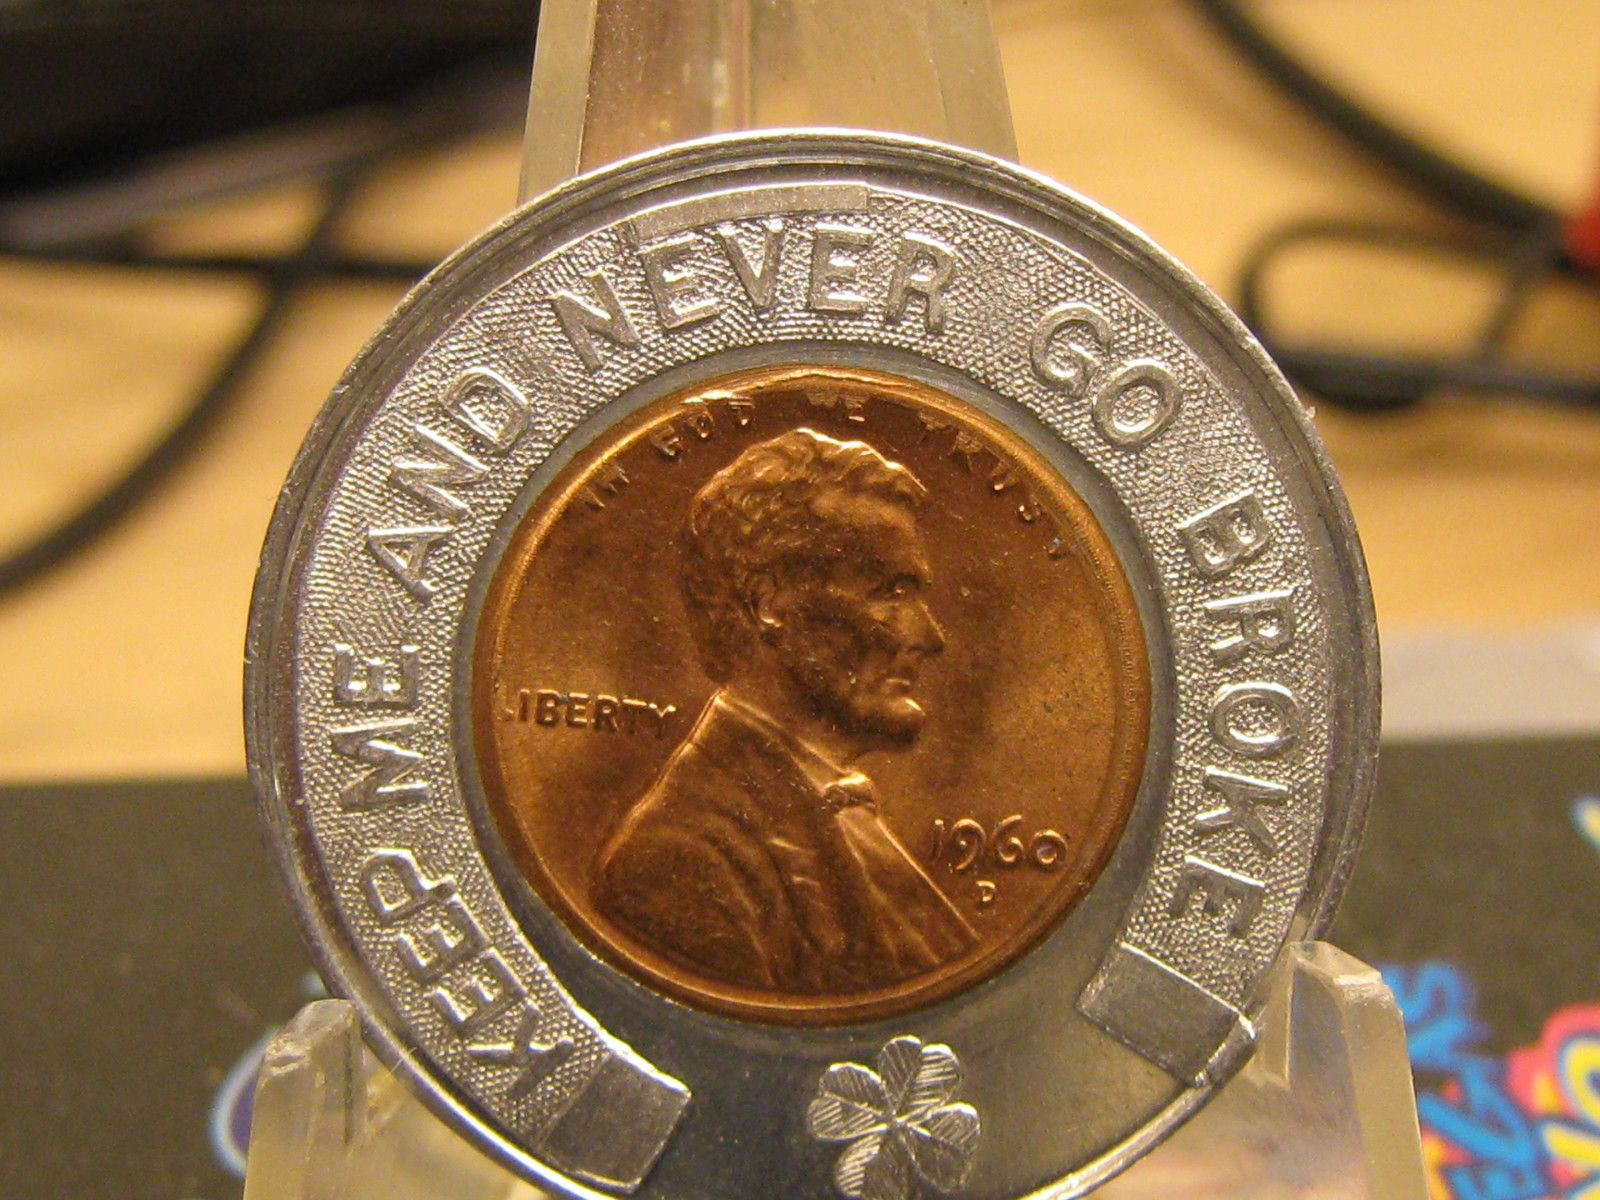 KEEP ME AND NEVER GO BROKE
IN GOD WE TRUST
LIBERTY
1960
D